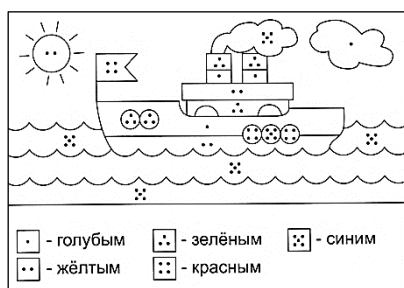 - голубым - зелёным - синим
- жёлтым - красным